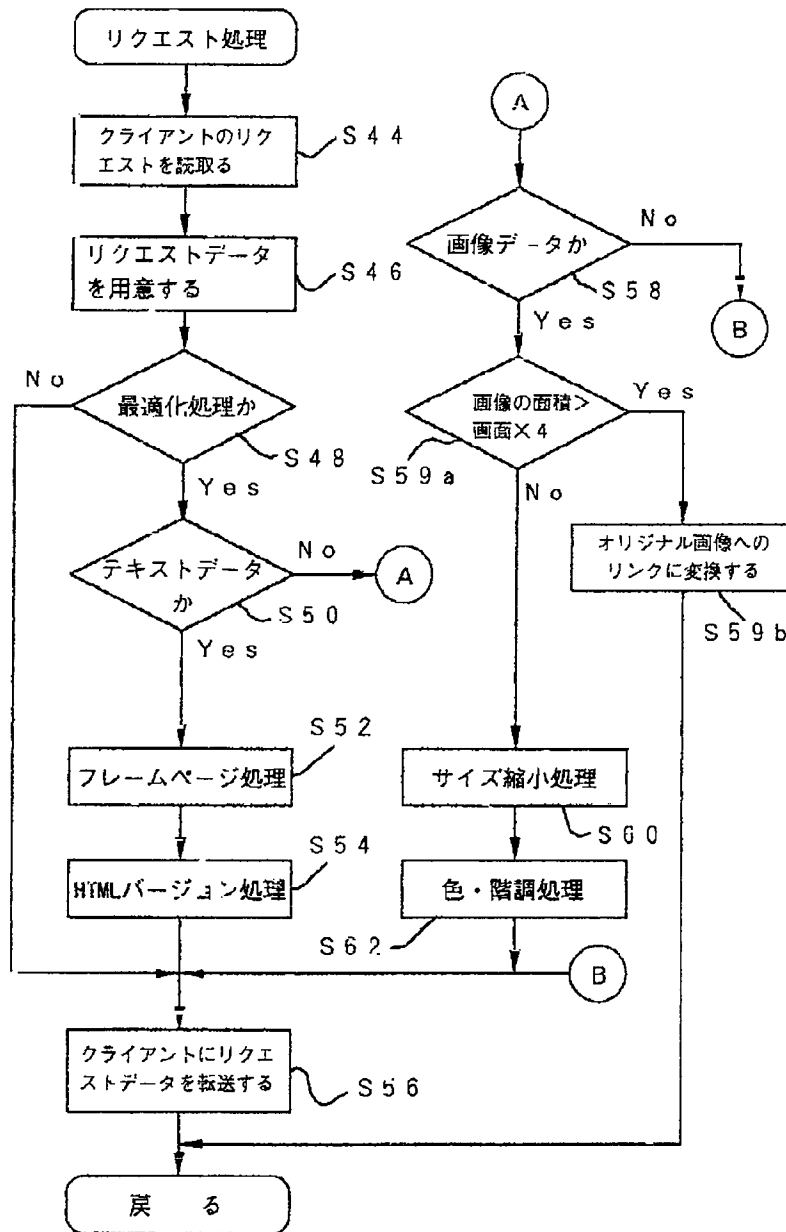 リクエスト処理
クライアントのリク
エストを読取る
S44
リクエストデータ
を用意する
S46
最適化処理か
No
S48
Yes
テキストデータ
か
No
A
S50
Yes
フレームページ処理
S52
HTMLバージョン処理
S54
クライアントにリクエ
ストデータを転送する
S56
戻 る
A
画像データか
No
S58
B
Yes
画像の面積>
画面×4
Yes
S59a
No
オリジナル画像への
リンクに変換する
S59b
サイズ縮小処理
S60
色・階調処理
S62
B